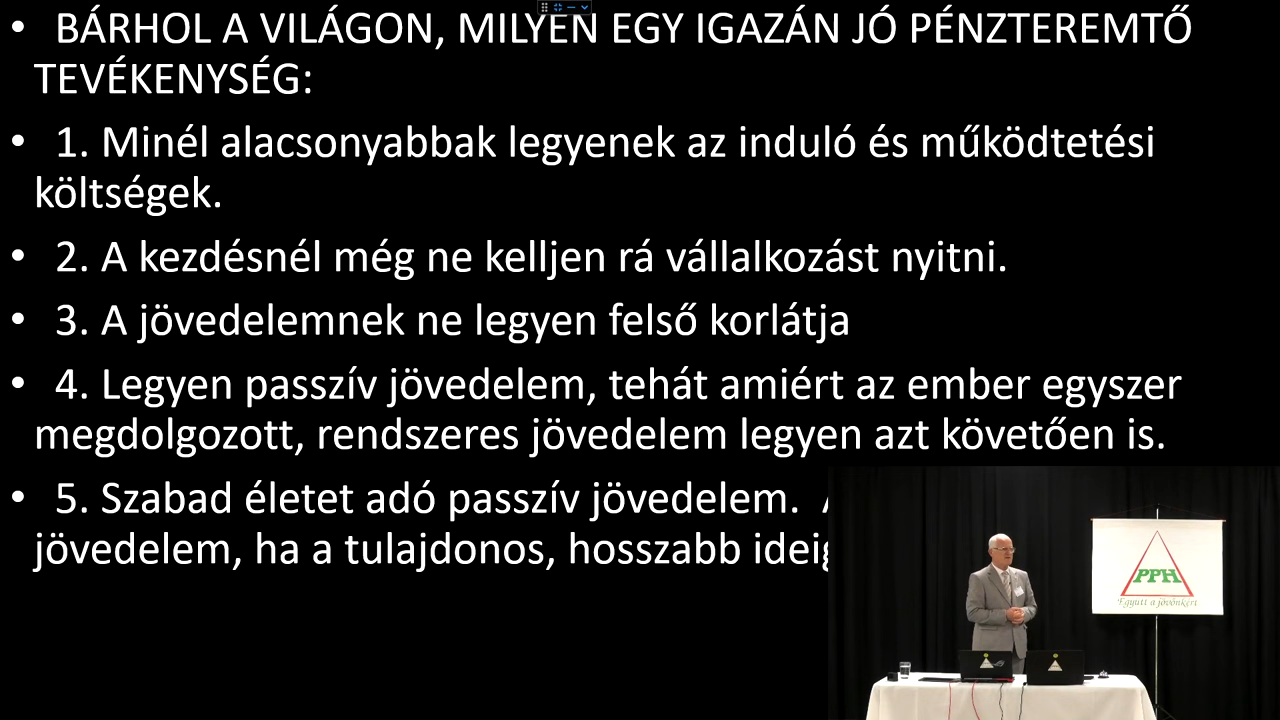 • BÁRHOL A VILÁGON, MILYEN EGY IGAZÁN JÓ PÉNZTEREMTŐ
TEVÉKENYSÉG:
• 1. Minél alacsonyabbak legyenek az induló és működtetési
költségek.
• 2. A kezdésnél még ne kelljen rá vállalkozást nyitni.
• 3. A jövedelemnek ne legyen felső korlátja
• 4. Legyen passzív jövedelem, tehát amiért az ember egyszer
megdolgozott, rendszeres jövedelem legyen azt követően is.
• 5. Szabad életet adó passzív jövedelem.
jövedelem, ha a tulajdonos, hosszabb
PPH
Együtt a jövőnkért